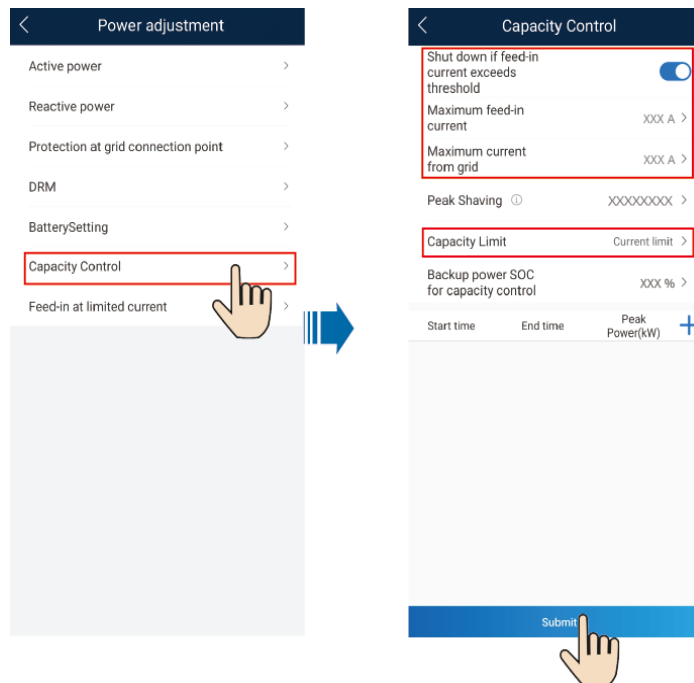 Power adjustment
Active power
Reactive power
Protection at grid connection point
DRM
BatterySetting
Capacity Control
Feed-in at limited current
Capacity Control
Shut down if feed-in
current exceeds
threshold
Maximum feed-in
current
XXX A
Maximum current
from grid
XXX A
Peak Shaving
XXXXXXXX
Capacity Limit
Current limit
Backup power SOC
for capacity control
XXX %
Start time
End time
Peak
Power(kW)
Submit